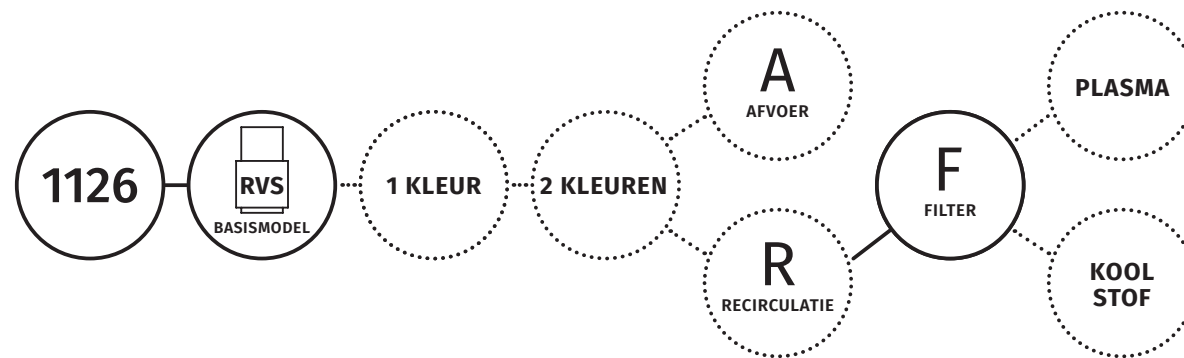 1126
RVS
BASISMODEL
1 KLEUR
2 KLEUREN
A
AFVOER
R
RECIRCULATIE
F
FILTER
PLASMA
KOOL
STOF